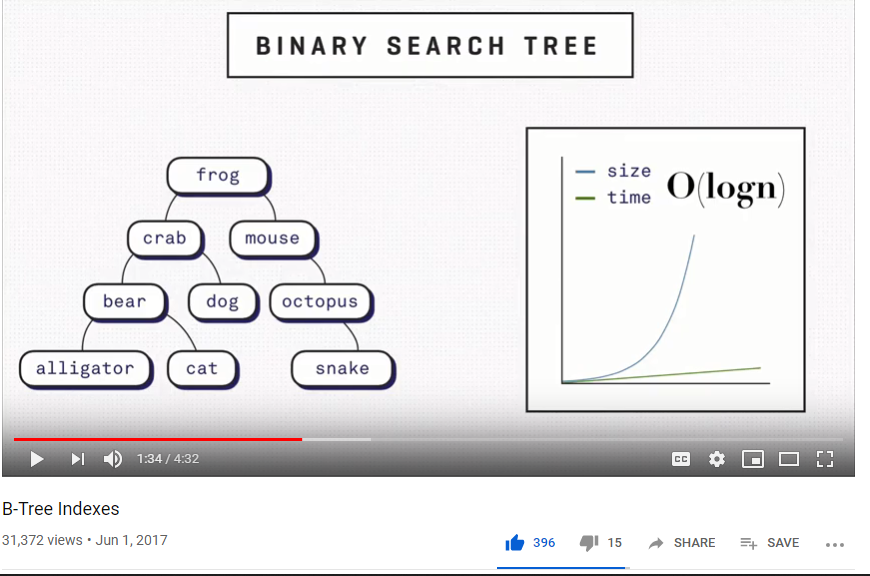 BINARY SEARCH TREE
frog
crab mouse
bear dog octopus
alligator cat snake
size
time
O(logn)
1:34 / 4:32
CC
B-Tree Indexes
31,372 views • Jun 1, 2017
396 15 SHARE SAVE